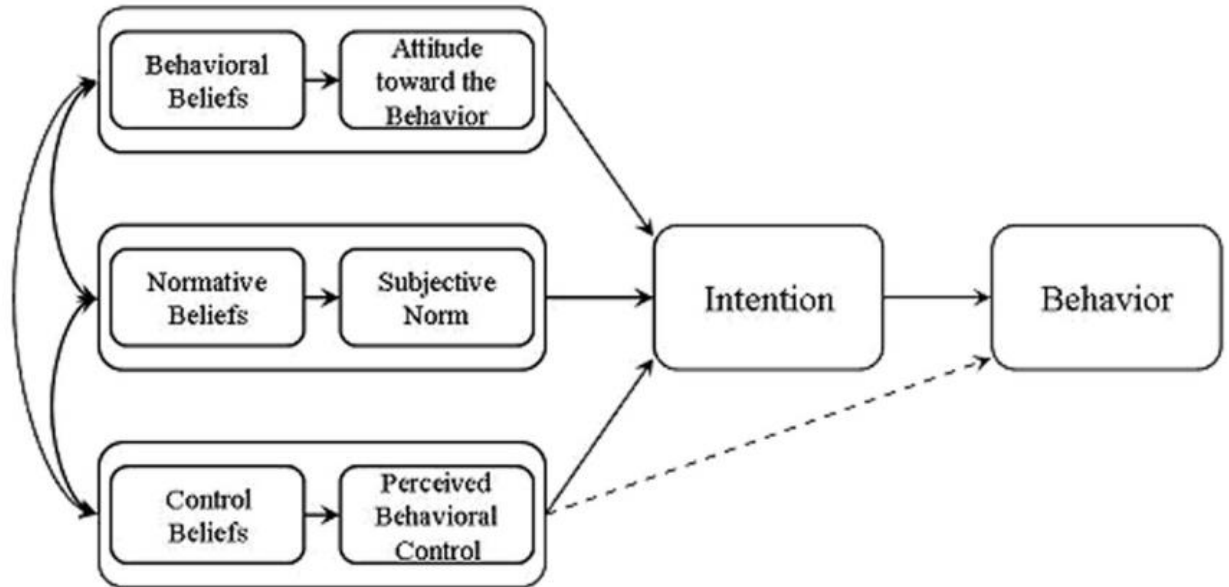 Behavioral
Beliefs
Attitude
toward the
Behavior
Normative
Beliefs
Subjective
Norm
Intention
Behavior
Control
Beliefs
Perceived
Behavioral
Control